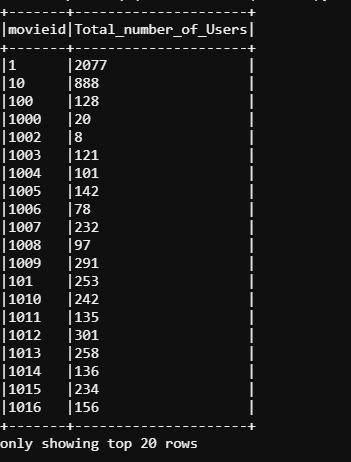 +-------+---------------------+
|movieid|Total_number_of_Users|
+-------+---------------------+
|1      |2077                 |
|10     |888                  |
|100    |128                  |
|1000   |20                   |
|1002   |8                    |
|1003   |121                  |
|1004   |101                  |
|1005   |142                  |
|1006   |78                   |
|1007   |232                  |
|1008   |97                   |
|1009   |291                  |
|101    |253                  |
|1010   |242                  |
|1011   |135                  |
|1012   |301                  |
|1013   |258                  |
|1014   |136                  |
|1015   |234                  |
|1016   |156                  |
+-------+---------------------+
only showing top 20 rows